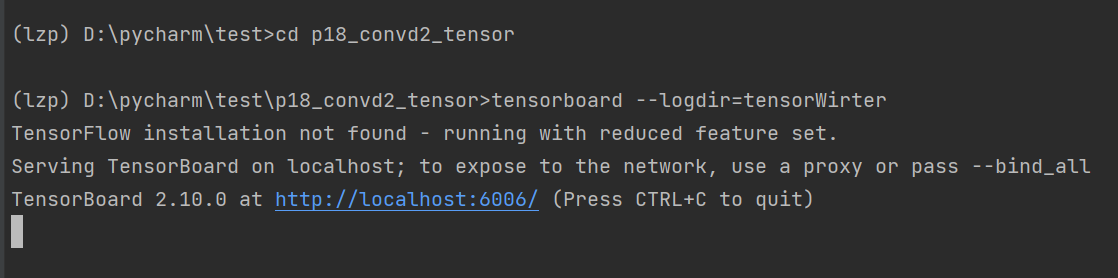 (lzp) D:\pycharm\test>cd p18_convd2_tensor
(lzp) D:\pycharm\test\p18_convd2_tensor>tensorboard --logdir=tensorWirter
TensorFlow installation not found - running with reduced feature set.
Serving TensorBoard on localhost; to expose to the network, use a proxy or pass --bind_all
TensorBoard 2.10.0 at http://localhost:6006/ (Press CTRL+C to quit)